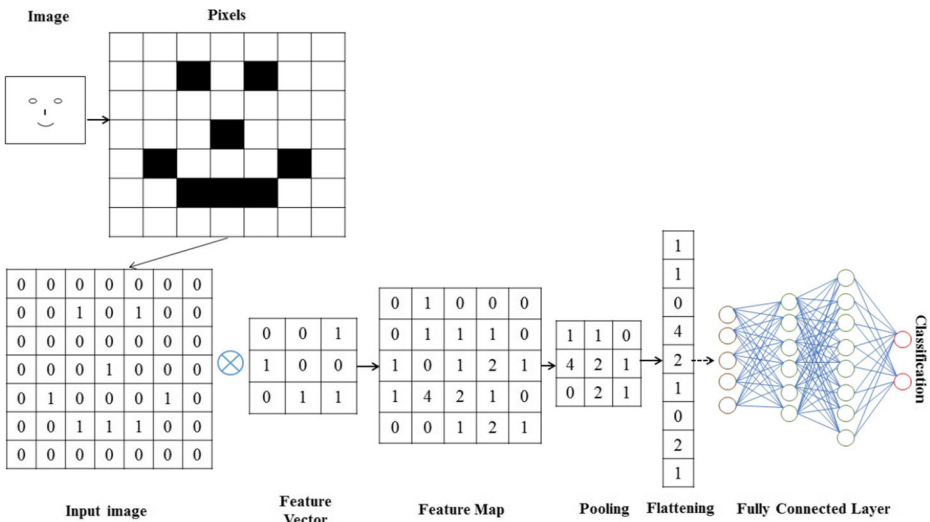 Image
Pixels
0 0 0 0 0 0 0
0 0 1 0 1 0 0
0 0 0 0 0 0 0
0 0 0 1 0 0 0
0 1 0 0 0 1 0
0 0 1 1 1 0 0
0 0 0 0 0 0 0
Input image
0 0 1
1 0 0
0 1 1
Feature
Vector
0 1 0 0 0
0 1 1 1 0
1 0 1 2 1
1 4 2 1 0
0 0 1 2 1
Feature Map
1 1 0
4 2 1
0 2 1
Pooling
1
1
0
4
2
1
0
2
1
Flattening
Fully Connected Layer
Classification